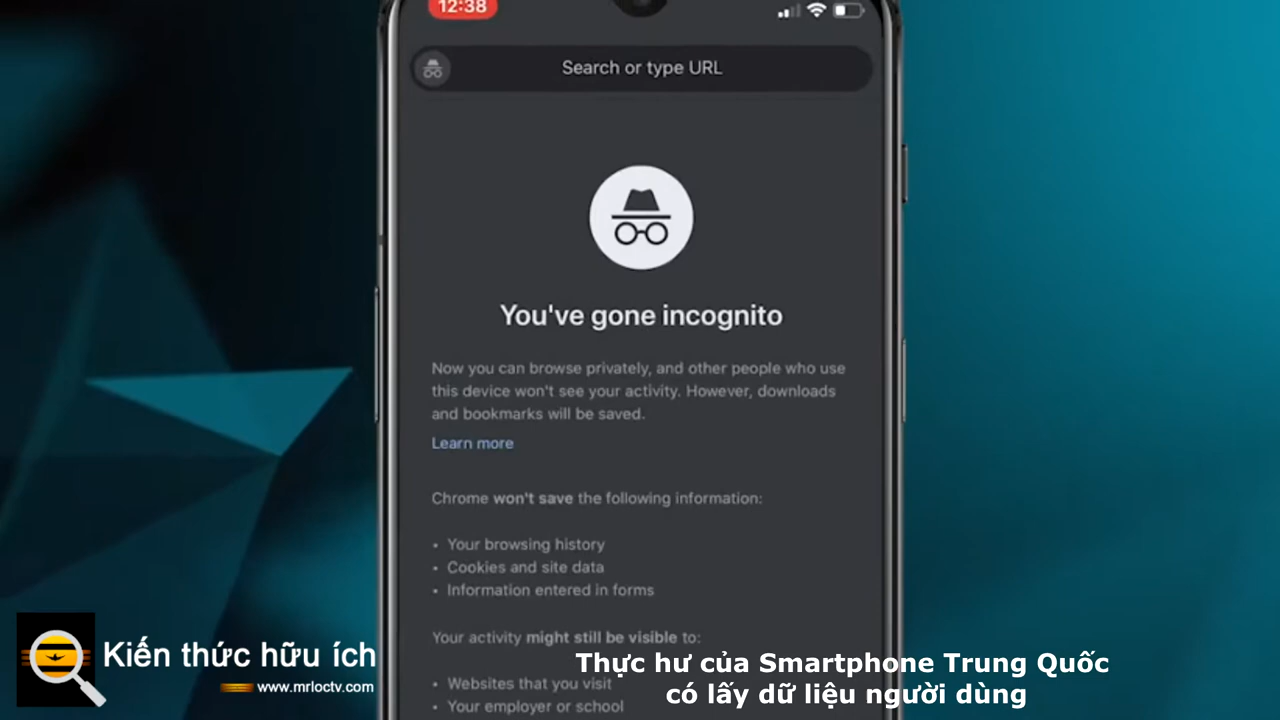 12:38
Search or type URL
You've gone incognito
Now you can browse privately, and other people who use
this device won't see your activity. However, downloads
and bookmarks will be saved.
Learn more
Chrome won't save the following information:
• Your browsing history
• Cookies and site data
• Information entered in forms
Your activity might still be visible to:
• Websites that you visit
• Your employer or school
Kiến thức hữu ích
www.mrloctv.com
Thực hư của Smartphone Trung Quốc
có lấy dữ liệu người dùng